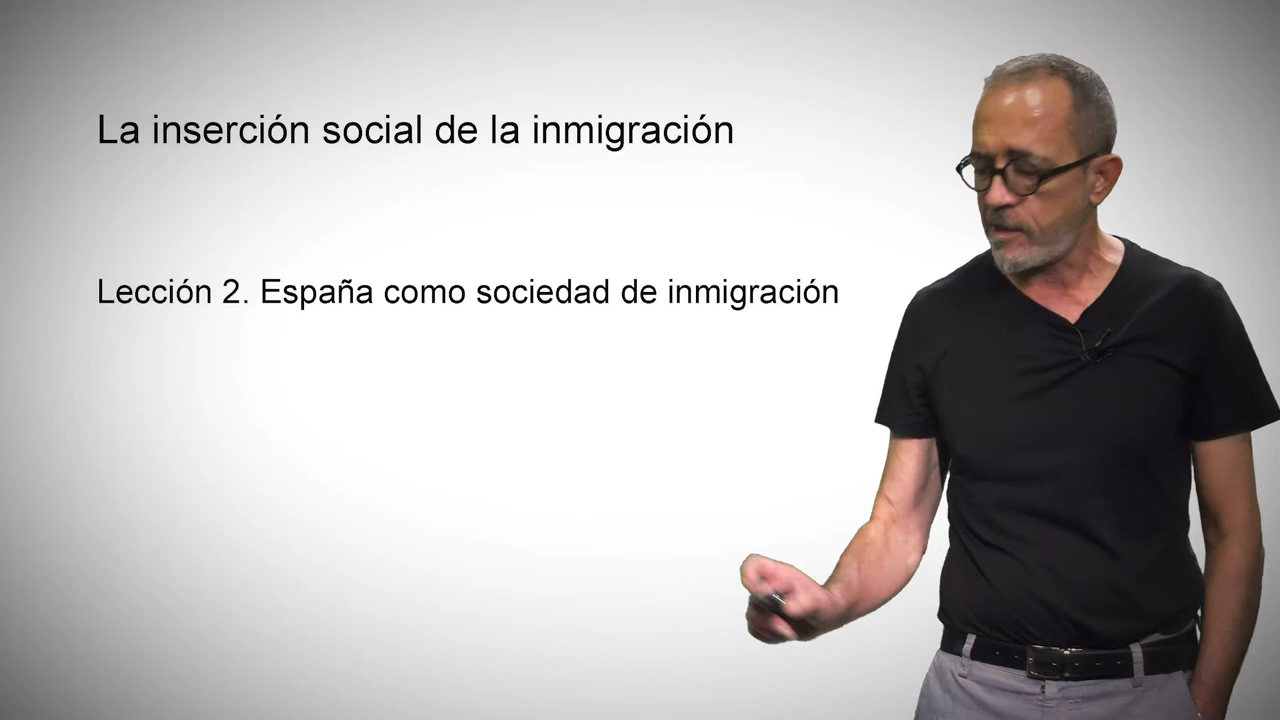 La inserción social de la inmigración
Lección 2. España como sociedad de inmigración